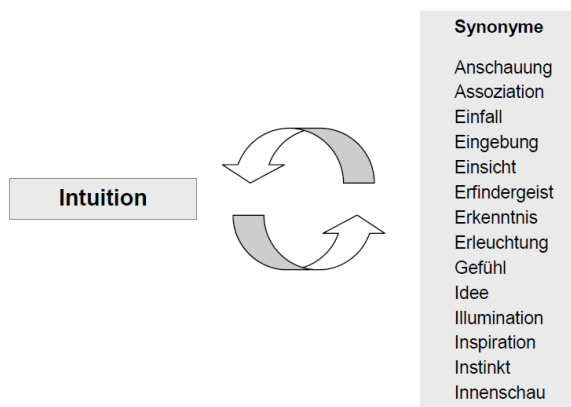 Intuition
Synonyme
Anschauung
Assoziation
Einfall
Eingebung
Einsicht
Erfindergeist
Erkenntnis
Erleuchtung
Gefühl
Idee
Illumination
Inspiration
Instinkt
Innenschau